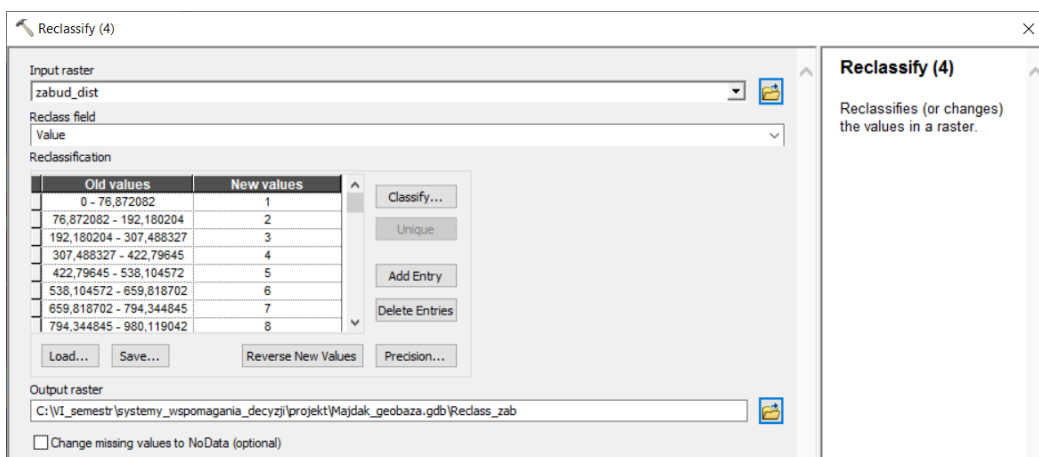 Reclassify (4)
Input raster
zabud_dist
Reclass field
Value
Reclassification
Old values New values
0 - 76,872082 1
76,872082 - 192,180204 2
192,180204 - 307,488327 3
307,488327 - 422,79645 4
422,79645 - 538,104572 5
538,104572 - 659,818702 6
659,818702 - 794,344845 7
794,344845 - 980,119042 8
Classify...
Unique
Add Entry
Delete Entries
Load... Save... Reverse New Values Precision...
Output raster
C:\VI_semestr\systemy_wspomagania_decyzji\projekt\Majdak_geobaza.gdb\Reclass_zab
Change missing values to NoData (optional)
Reclassify (4)
Reclassifies (or changes)
the values in a raster.